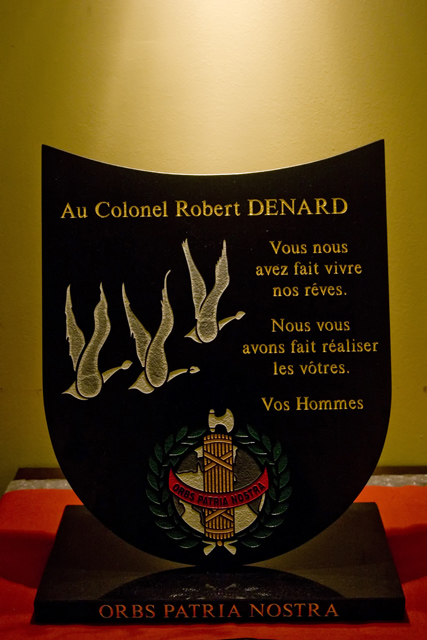 Au Colonel Robert DENARD
Vous nous
avez fait vivre
nos rêves.
Nous vous
avons fait réaliser
les vôtres.
Vos Hommes
ORBS PATRIA NOSTRA
ORBS PATRIA NOSTRA